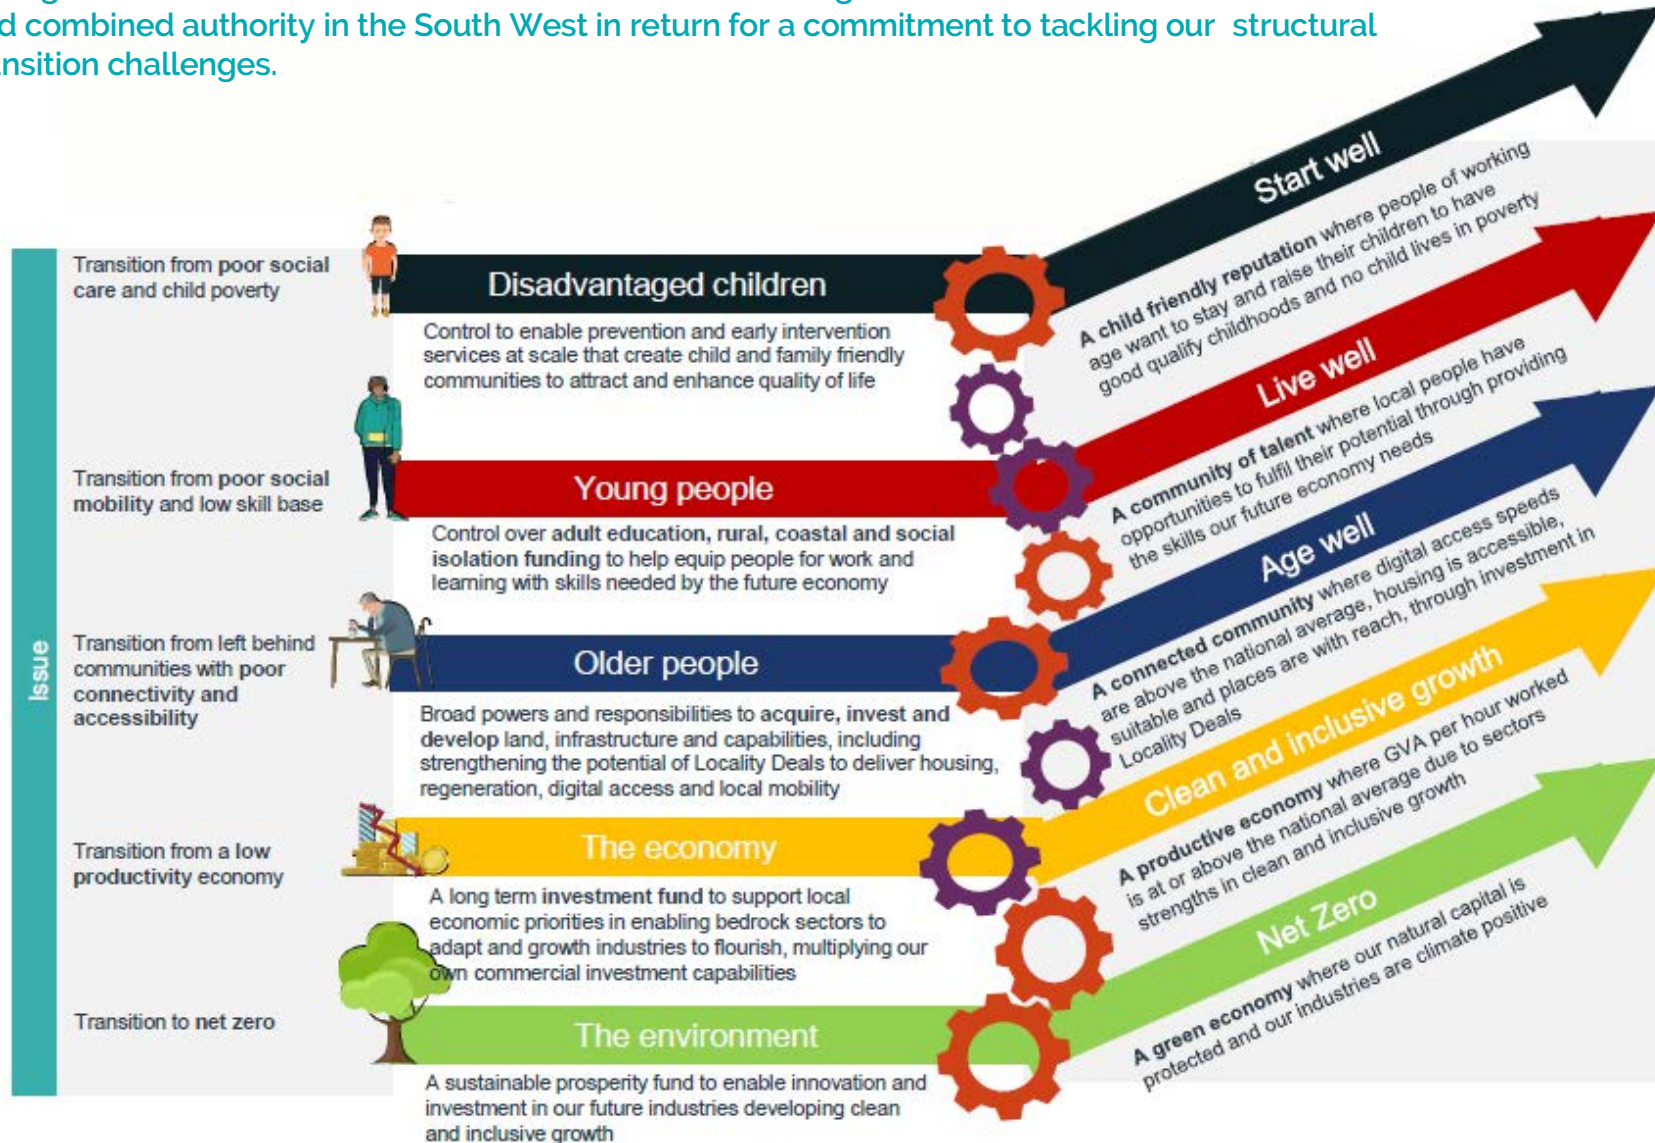 d combined authority in the South West in return for a commitment to tackling our structural
nsition challenges.
Issue
Transition from poor social
care and child poverty
Disadvantaged children
Control to enable prevention and early intervention
services at scale that create child and family friendly
communities to attract and enhance quality of life
Start well
A child friendly reputation where people of working
age want to stay and raise their children to have
good qualify childhoods and no child lives in poverty
Transition from poor social
mobility and low skill base
Young people
Control over adult education, rural, coastal and social
isolation funding to help equip people for work and
learning with skills needed by the future economy
Live well
A community of talent where local people have
opportunities to fulfil their potential through providing
the skills our future economy needs
Transition from left behind
communities with poor
connectivity and
accessibility
Older people
Broad powers and responsibilities to acquire, invest and
develop land, infrastructure and capabilities, including
strengthening the potential of Locality Deals to deliver housing,
regeneration, digital access and local mobility
Age well
A connected community where digital access speeds
are above the national average, housing is accessible,
suitable and places are with reach, through investment in
Locality Deals
Transition from a low
productivity economy
The economy
A long term investment fund to support local
economic priorities in enabling bedrock sectors to
adapt and growth industries to flourish, multiplying our
own commercial investment capabilities
Clean and inclusive growth
A productive economy where GVA per hour worked
is at or above the national average due to sectors
strengths in clean and inclusive growth
Transition to net zero
The environment
A sustainable prosperity fund to enable innovation and
investment in our future industries developing clean
and inclusive growth
Net Zero
A green economy where our natural capital is
protected and our industries are climate positive